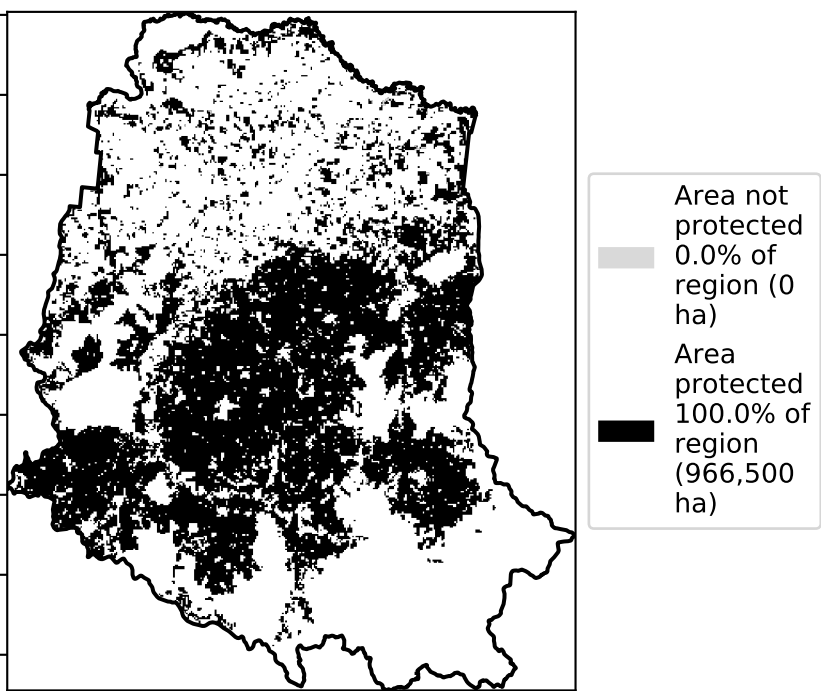 Area not
protected
0.0% of
region (0
ha)
Area
protected
100.0% of
region
(966,500
ha)